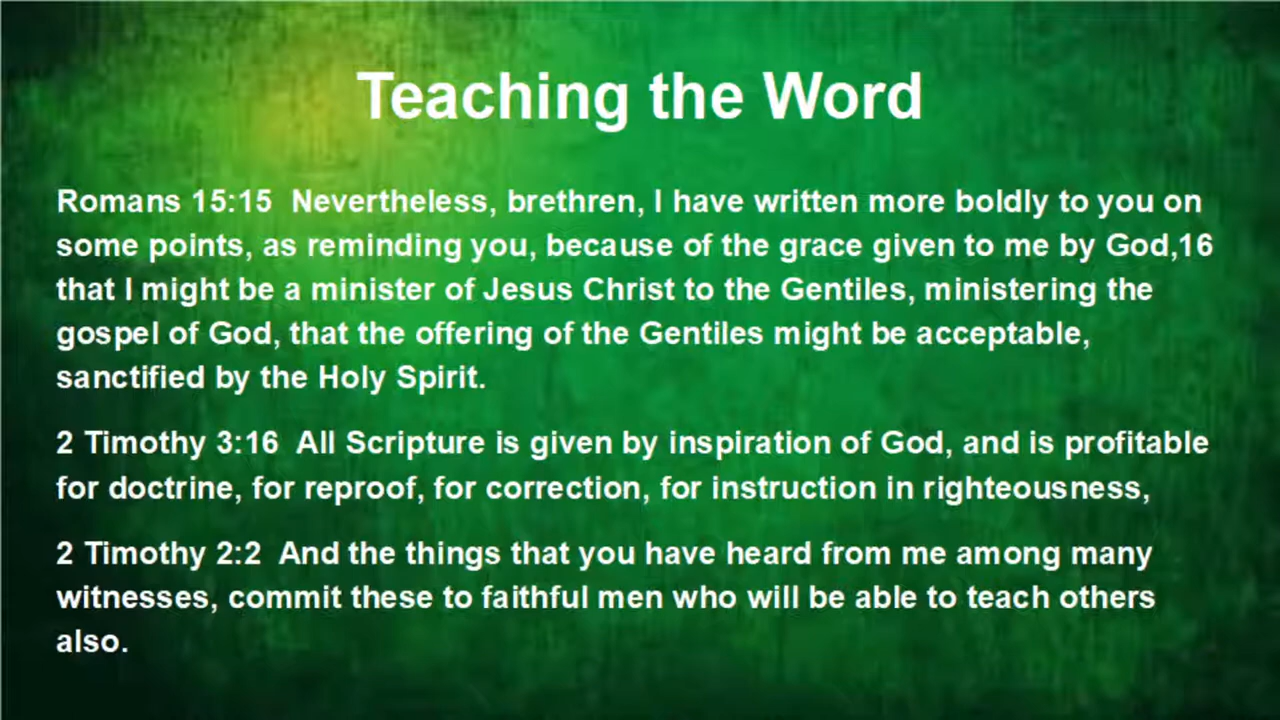 Teaching the Word
Romans 15:15  Nevertheless, brethren, I have written more boldly to you on
some points, as reminding you, because of the grace given to me by God,16
that I might be a minister of Jesus Christ to the Gentiles, ministering the
gospel of God, that the offering of the Gentiles might be acceptable,
sanctified by the Holy Spirit.
2 Timothy 3:16  All Scripture is given by inspiration of God, and is profitable
for doctrine, for reproof, for correction, for instruction in righteousness,
2 Timothy 2:2  And the things that you have heard from me among many
witnesses, commit these to faithful men who will be able to teach others
also.